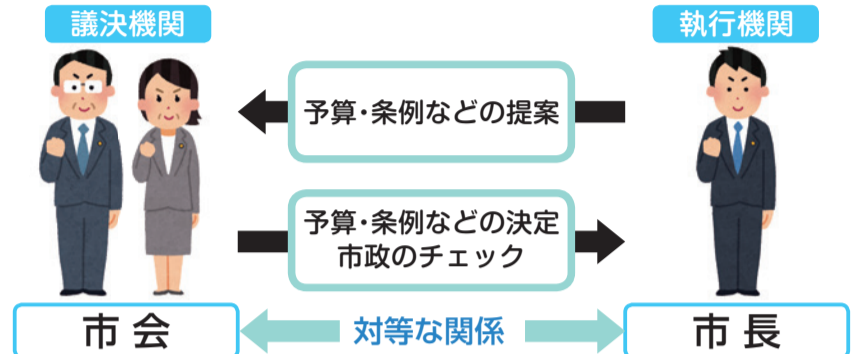 議決機関
執行機関
予算・条例などの提案
予算・条例などの決定
市政のチェック
市会
対等な関係
市長